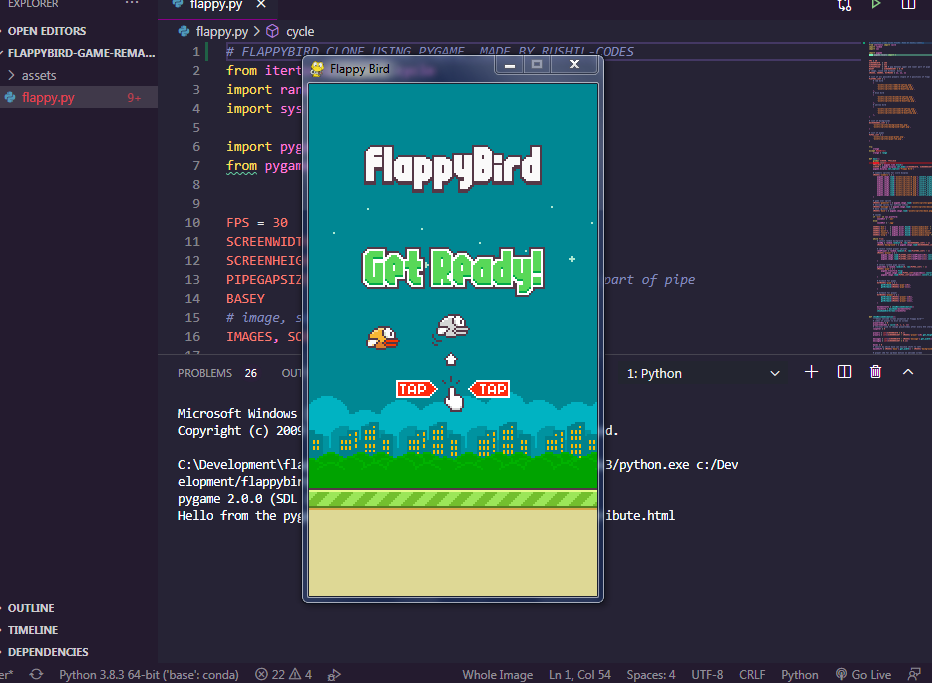 EXPLORER
···
flappy.py
OPEN EDITORS
FLAPPYBIRD-GAME-REMA...
assets
flappy.py 9+
flappy.py > cycle
1 # FLAPPYBIRD CLONE USING PYGAME, MADE BY RUSHIL-CODES
2 from itert
3 import ran
4 import sys
5
6 import pyg
7 from pygam
8
9
10 FPS = 30
11 SCREENWIDT
12 SCREENHEIG
13 PIPEGAPSIZ part of pipe
14 BASEY
15 # image, s
16 IMAGES, SO
17
Flappy Bird
FlappyBird
Get Ready!
TAP TAP
PROBLEMS 26 OUT
1: Python
Microsoft Windows
Copyright (c) 2009 d.
C:\Development\fla 3/python.exe c:/Dev
elopment/flappybir
pygame 2.0.0 (SDL
Hello from the pyg ibute.html
OUTLINE
TIMELINE
DEPENDENCIES
er* Python 3.8.3 64-bit ('base': conda) 22 4 Whole Image Ln 1, Col 54 Spaces: 4 UTF-8 CRLF Python Go Live